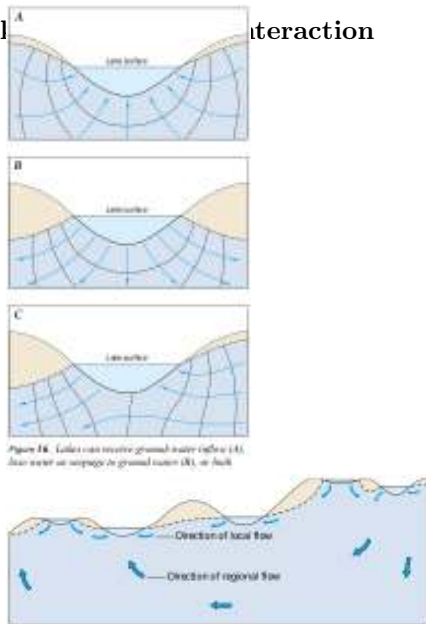 nteraction
A
Lake surface
B
Lake surface
C
Lake surface
Figure 16. Lakes can receive ground-water inflow (A),
lose water as seepage to ground water (B), or both
Direction of local flow
Direction of regional flow